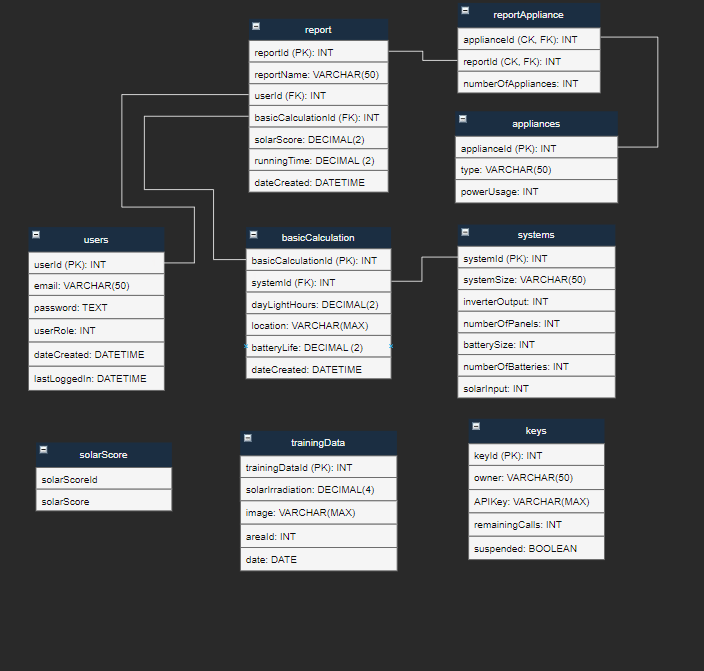 report
reportId (PK): INT
reportName: VARCHAR(50)
userId (FK): INT
basicCalculationId (FK): INT
solarScore: DECIMAL(2)
runningTime: DECIMAL (2)
dateCreated: DATETIME
reportAppliance
applianceId (CK, FK): INT
reportId (CK, FK): INT
numberOfAppliances: INT
appliances
applianceId (PK): INT
type: VARCHAR(50)
powerUsage: INT
users
userId (PK): INT
email: VARCHAR(50)
password: TEXT
userRole: INT
dateCreated: DATETIME
lastLoggedIn: DATETIME
basicCalculation
basicCalculationId (PK): INT
systemId (FK): INT
dayLightHours: DECIMAL(2)
location: VARCHAR(MAX)
batteryLife: DECIMAL (2)
dateCreated: DATETIME
systems
systemId (PK): INT
systemSize: VARCHAR(50)
inverterOutput: INT
numberOfPanels: INT
batterySize: INT
numberOfBatteries: INT
solarInput: INT
solarScore
solarScoreId
solarScore
trainingData
trainingDataId (PK): INT
solarIrradiation: DECIMAL(4)
image: VARCHAR(MAX)
areaId: INT
date: DATE
keys
keyId (PK): INT
owner: VARCHAR(50)
APIKey: VARCHAR(MAX)
remainingCalls: INT
suspended: BOOLEAN